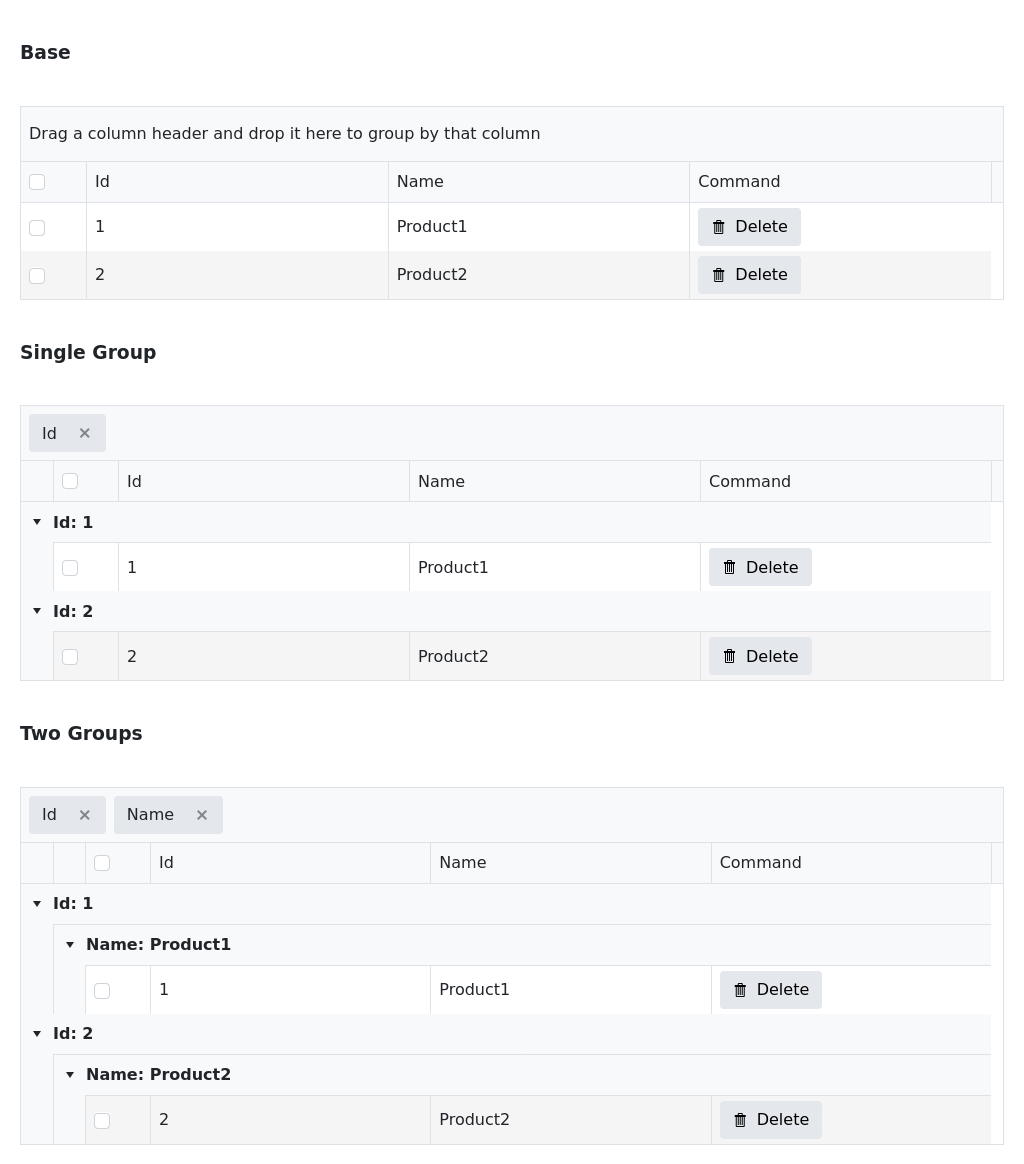 Base
Drag a column header and drop it here to group by that column
Id Name Command
1 Product1 Delete
2 Product2 Delete
Single Group
Id
Id Name Command
Id: 1
1 Product1 Delete
Id: 2
2 Product2 Delete
Two Groups
Id Name
Id Name Command
Id: 1
Name: Product1
1 Product1 Delete
Id: 2
Name: Product2
2 Product2 Delete